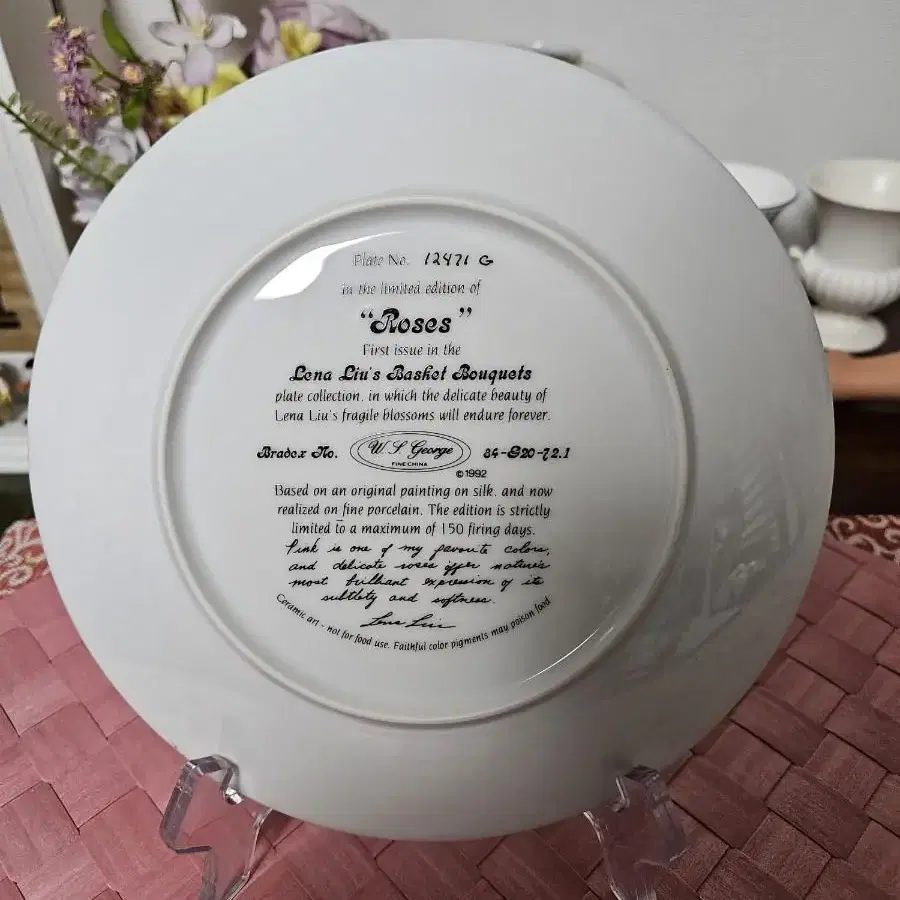 Plate No. 12471 G
in the limited edition of
"Roses"
First issue in the
Lena Liu's Basket Bouquets
plate collection, in which the delicate beauty of
Lena Liu's fragile blossoms will endure forever.
Bradex No. W. S. George 84-G20-72.1
FINE CHINA
©1992
Based on an original painting on silk, and now
realized on fine porcelain. The edition is strictly
limited to a maximum of 150 firing days.
Pink is one of my favorite colors,
and delicate roses offer nature's
most brilliant expression of its
subtlety and softness.
Lena Liu
Ceramic art - not for food use. Faithful color pigments may poison food